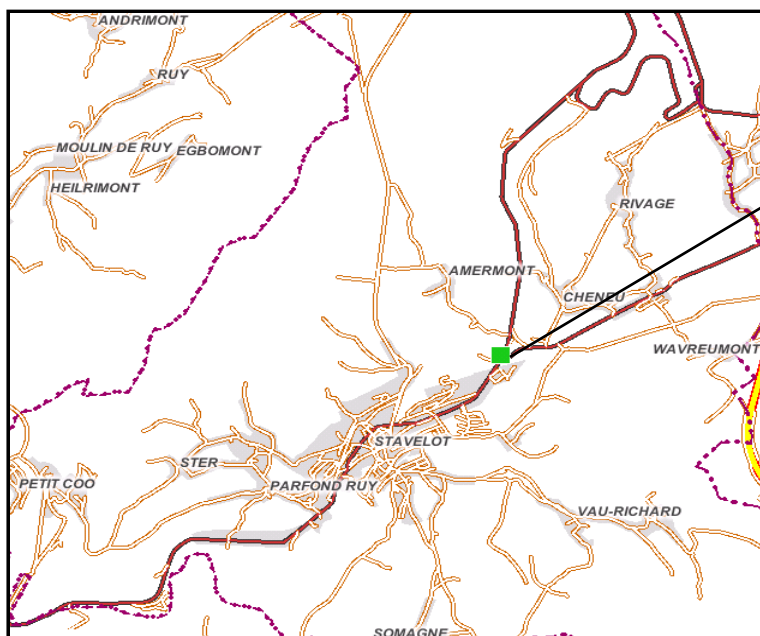 ANDRIMONT
RUY
MOULIN DE RUY
EGBOMONT
HEILRIMONT
RIVAGE
AMERMONT
CHENEU
WAVREUMONT
STAVELOT
STER
PETIT COO
PARFOND RUY
VAU-RICHARD
SOMAGNE